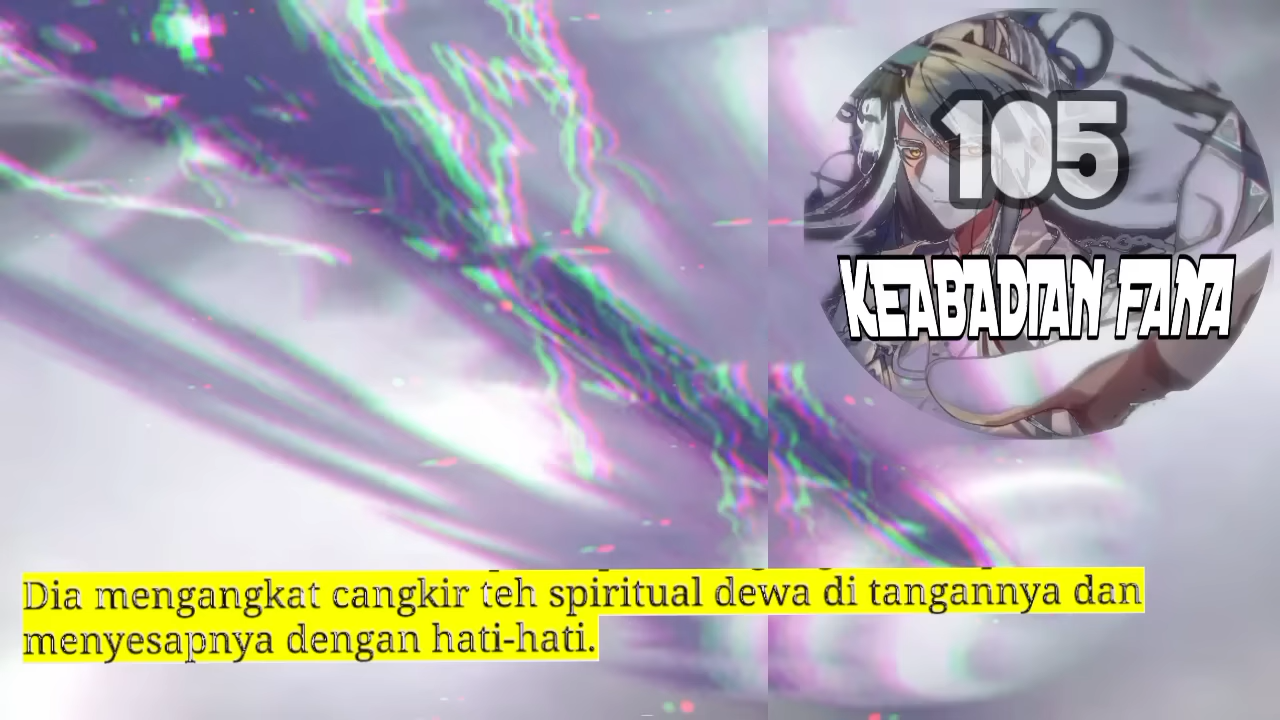 105
KEABADIAN FANA
Dia mengangkat cangkir teh spiritual dewa di tangannya dan
menyesapnya dengan hati-hati.